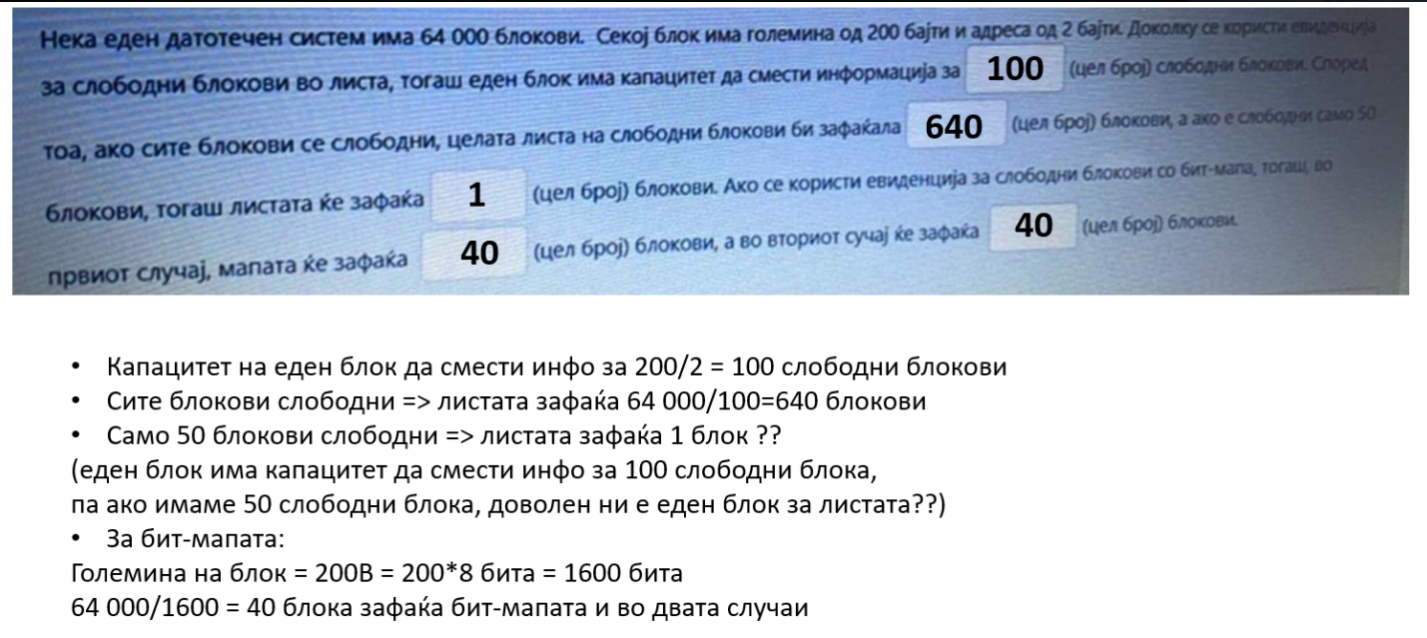 Нека еден датотечен систем има 64 000 блокови. Секој блок има големина од 200 бајти и адреса од 2 бајти. Доколку се користи евиденција
за слободни блокови во листа, тогаш еден блок има капацитет да смести информација за 100 (цел број) слободни блокови. Според
тоа, ако сите блокови се слободни, целата листа на слободни блокови би зафаќала 640 (цел број) блокови, а ако е слободни само 50
блокови, тогаш листата ќе зафаќа 1 (цел број) блокови. Ако се користи евиденција за слободни блокови со бит-мапа, тогаш, во
првиот случај, мапата ќе зафаќа 40 (цел број) блокови, а во вториот сучај ќе зафаќа 40 (цел број) блокови.
• Капацитет на еден блок да смести инфо за 200/2 = 100 слободни блокови
• Сите блокови слободни => листата зафаќа 64 000/100=640 блокови
• Само 50 блокови слободни => листата зафаќа 1 блок ??
(еден блок има капацитет да смести инфо за 100 слободни блока,
па ако имаме 50 слободни блока, доволен ни е еден блок за листата??)
• За бит-мапата:
Големина на блок = 200B = 200*8 бита = 1600 бита
64 000/1600 = 40 блока зафаќа бит-мапата и во двата случаи